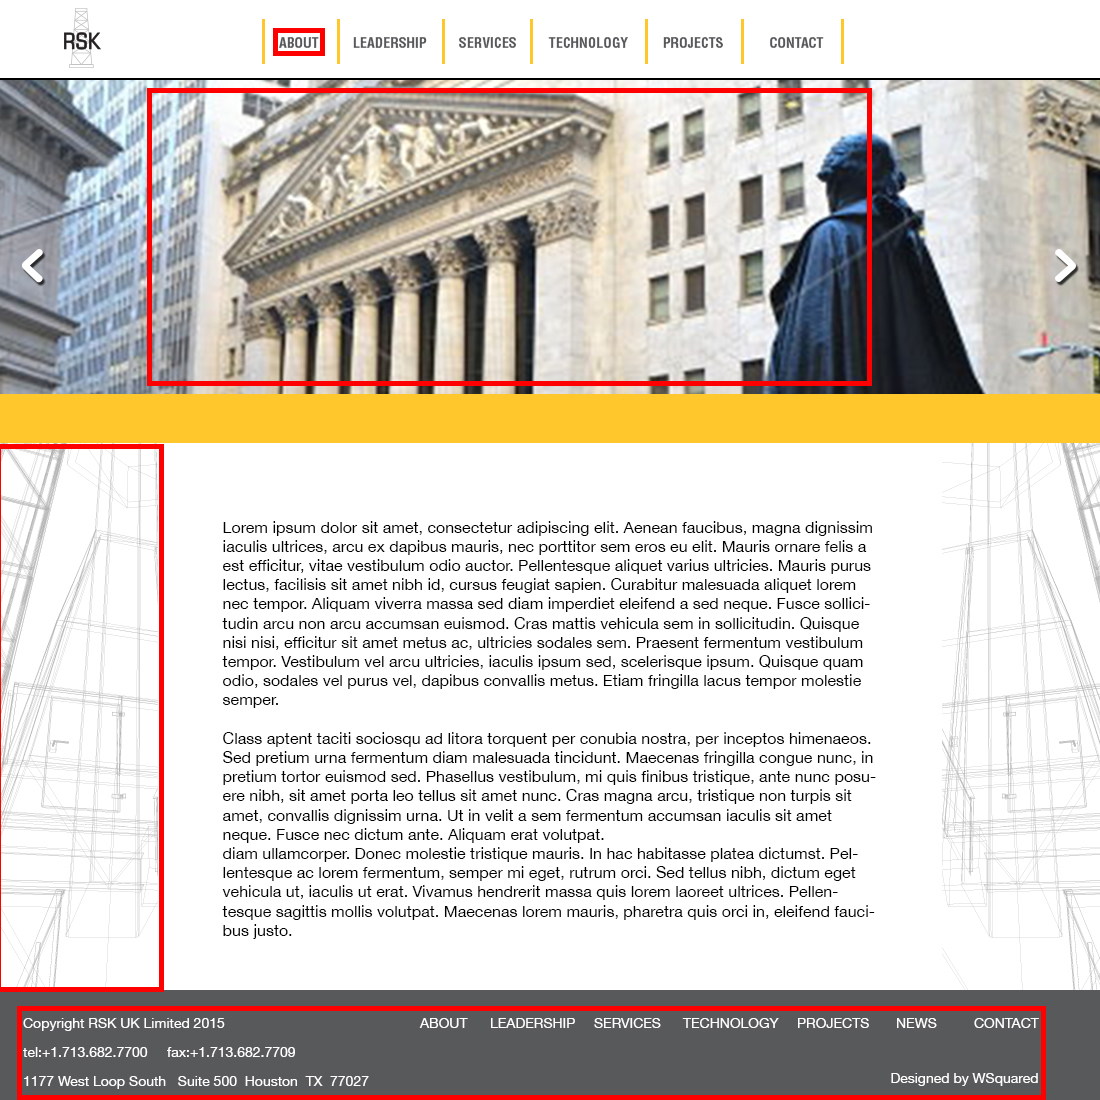 RSK
ABOUT
LEADERSHIP
SERVICES
TECHNOLOGY
PROJECTS
CONTACT
Lorem ipsum dolor sit amet, consectetur adipiscing elit. Aenean faucibus, magna dignissim
iaculis ultrices, arcu ex dapibus mauris, nec porttitor sem eros eu elit. Mauris ornare felis a
est efficitur, vitae vestibulum odio auctor. Pellentesque aliquet varius ultricies. Mauris purus
lectus, facilisis sit amet nibh id, cursus feugiat sapien. Curabitur malesuada aliquet lorem
nec tempor. Aliquam viverra massa sed diam imperdiet eleifend a sed neque. Fusce sollici-
tudin arcu non arcu accumsan euismod. Cras mattis vehicula sem in sollicitudin. Quisque
nisi nisi, efficitur sit amet metus ac, ultricies sodales sem. Praesent fermentum vestibulum
tempor. Vestibulum vel arcu ultricies, iaculis ipsum sed, scelerisque ipsum. Quisque quam
odio, sodales vel purus vel, dapibus convallis metus. Etiam fringilla lacus tempor molestie
semper.
Class aptent taciti sociosqu ad litora torquent per conubia nostra, per inceptos himenaeos.
Sed pretium urna fermentum diam malesuada tincidunt. Maecenas fringilla congue nunc, in
pretium tortor euismod sed. Phasellus vestibulum, mi quis finibus tristique, ante nunc posu-
ere nibh, sit amet porta leo tellus sit amet nunc. Cras magna arcu, tristique non turpis sit
amet, convallis dignissim urna. Ut in velit a sem fermentum accumsan iaculis sit amet
neque. Fusce nec dictum ante. Aliquam erat volutpat.
diam ullamcorper. Donec molestie tristique mauris. In hac habitasse platea dictumst. Pel-
lentesque ac lorem fermentum, semper mi eget, rutrum orci. Sed tellus nibh, dictum eget
vehicula ut, iaculis ut erat. Vivamus hendrerit massa quis lorem laoreet ultrices. Pellen-
tesque sagittis mollis volutpat. Maecenas lorem mauris, pharetra quis orci in, eleifend fauci-
bus justo.
Copyright RSK UK Limited 2015
ABOUT LEADERSHIP SERVICES TECHNOLOGY PROJECTS NEWS CONTACT
tel:+1.713.682.7700 fax:+1.713.682.7709
1177 West Loop South Suite 500 Houston TX 77027
Designed by WSquared